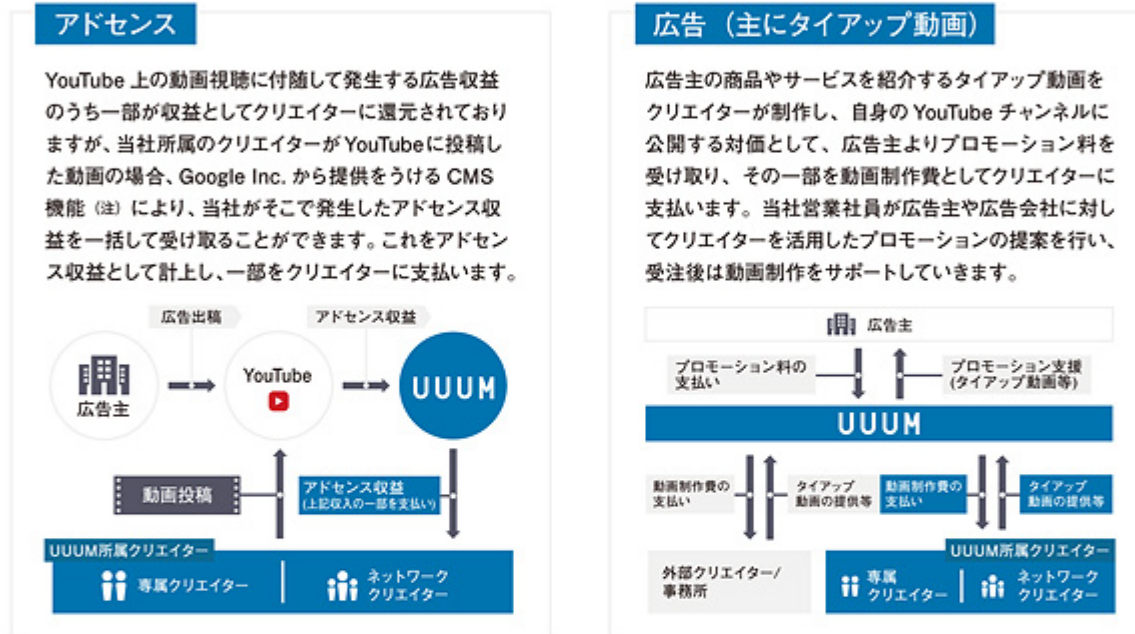 アドセンス
YouTube 上の動画視聴に付随して発生する広告収益
のうち一部が収益としてクリエイターに還元されており
ますが、当社所属のクリエイターが YouTubeに投稿し
た動画の場合、Google Inc. から提供をうける CMS
機能（注）により、当社がそこで発生したアドセンス収
益を一括して受け取ることができます。これをアドセン
ス収益として計上し、一部をクリエイターに支払います。
広告出稿
アドセンス収益
広告主
YouTube
UUUM
動画投稿
アドセンス収益
(上記収入の一部を支払い)
UUUM所属クリエイター
専属クリエイター
ネットワーク
クリエイター
広告（主にタイアップ動画）
広告主の商品やサービスを紹介するタイアップ動画を
クリエイターが制作し、自身の YouTube チャンネルに
公開する対価として、広告主よりプロモーション料を
受け取り、その一部を動画制作費としてクリエイターに
支払います。当社営業社員が広告主や広告会社に対し
てクリエイターを活用したプロモーションの提案を行い、
受注後は動画制作をサポートしていきます。
広告主
プロモーション料の
支払い
プロモーション支援
(タイアップ動画等)
UUUM
動画制作費の
支払い
タイアップ
動画の提供等
動画制作費の
支払い
タイアップ
動画の提供等
外部クリエイター/
事務所
UUUM所属クリエイター
専属
クリエイター
ネットワーク
クリエイター